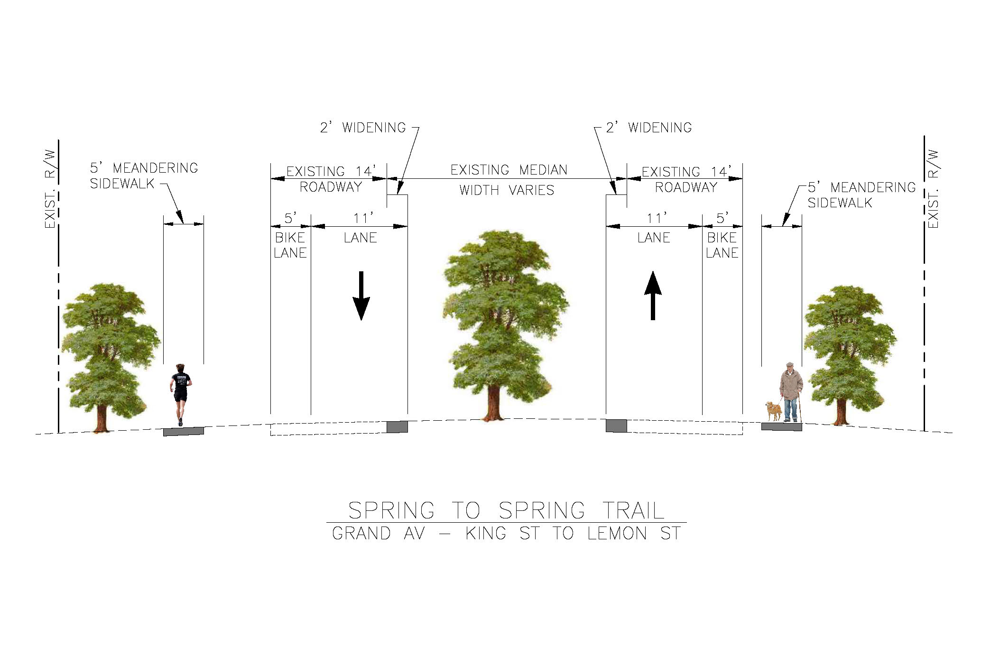 2' WIDENING
2' WIDENING
EXIST. R/W
5' MEANDERING
SIDEWALK
EXISTING 14'
ROADWAY
EXISTING MEDIAN
WIDTH VARIES
EXISTING 14'
ROADWAY
5' MEANDERING
SIDEWALK
EXIST. R/W
5'
BIKE
LANE
11'
LANE
11'
LANE
5'
BIKE
LANE
SPRING TO SPRING TRAIL
GRAND AV – KING ST TO LEMON ST